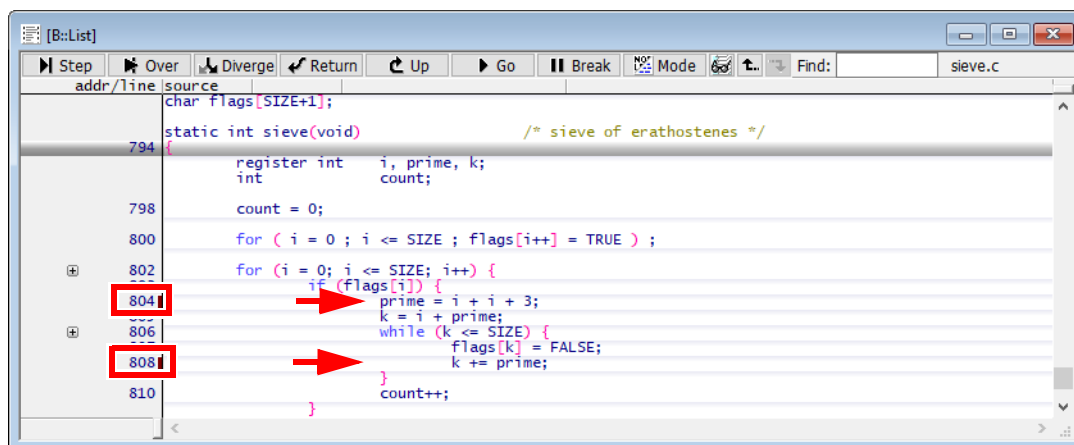 [B::List]
Step Over Diverge Return Up Go Break Mode t.. Find: sieve.c
addr/line source
char flags[SIZE+1];
static int sieve(void) /* sieve of erathostenes */
794 {
register int i, prime, k;
int count;
798 count = 0;
800 for ( i = 0 ; i <= SIZE ; flags[i++] = TRUE ) ;
802 for (i = 0; i <= SIZE; i++) {
if (flags[i]) {
804 prime = i + i + 3;
k = i + prime;
806 while (k <= SIZE) {
flags[k] = FALSE;
808 k += prime;
}
810 count++;
}